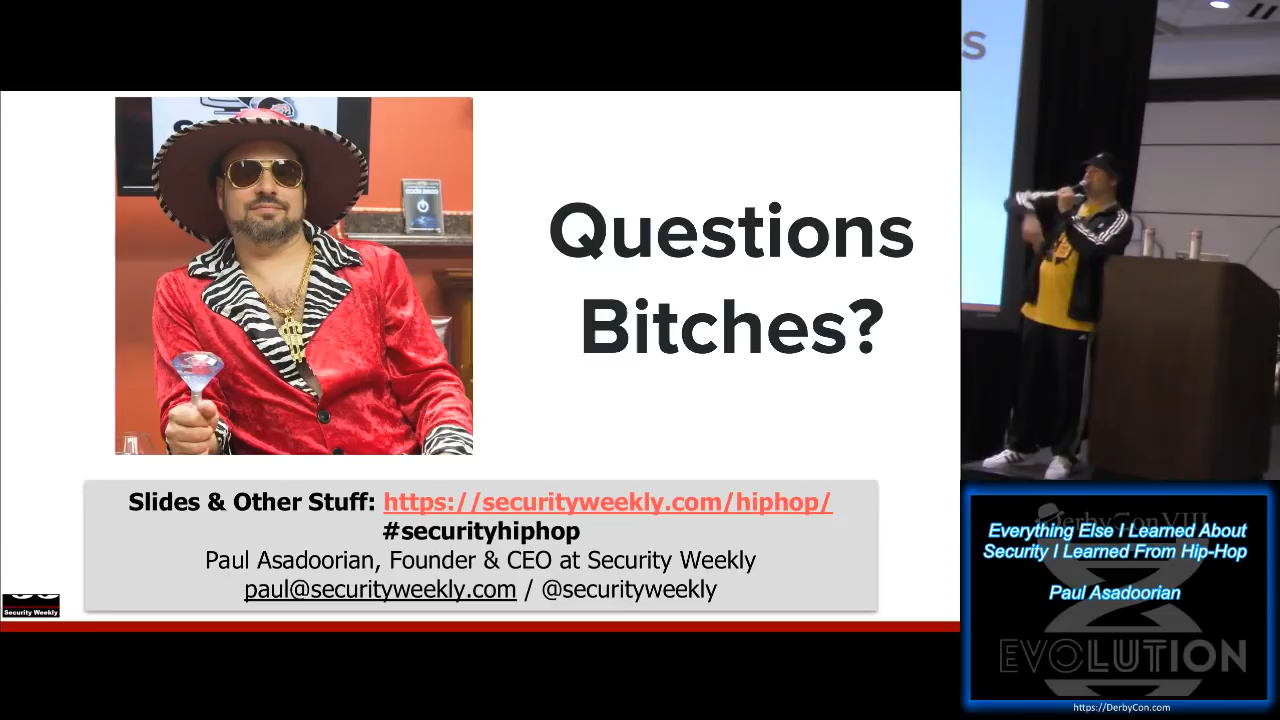 Questions
Bitches?
Slides & Other Stuff: https://securityweekly.com/hiphop/
#securityhiphop
Paul Asadoorian, Founder & CEO at Security Weekly
paul@securityweekly.com / @securityweekly
Security Weekly
S
DerbyCon VIII
Everything Else I Learned About
Security I Learned From Hip-Hop
Paul Asadoorian
EVOLUTION
https://DerbyCon.com